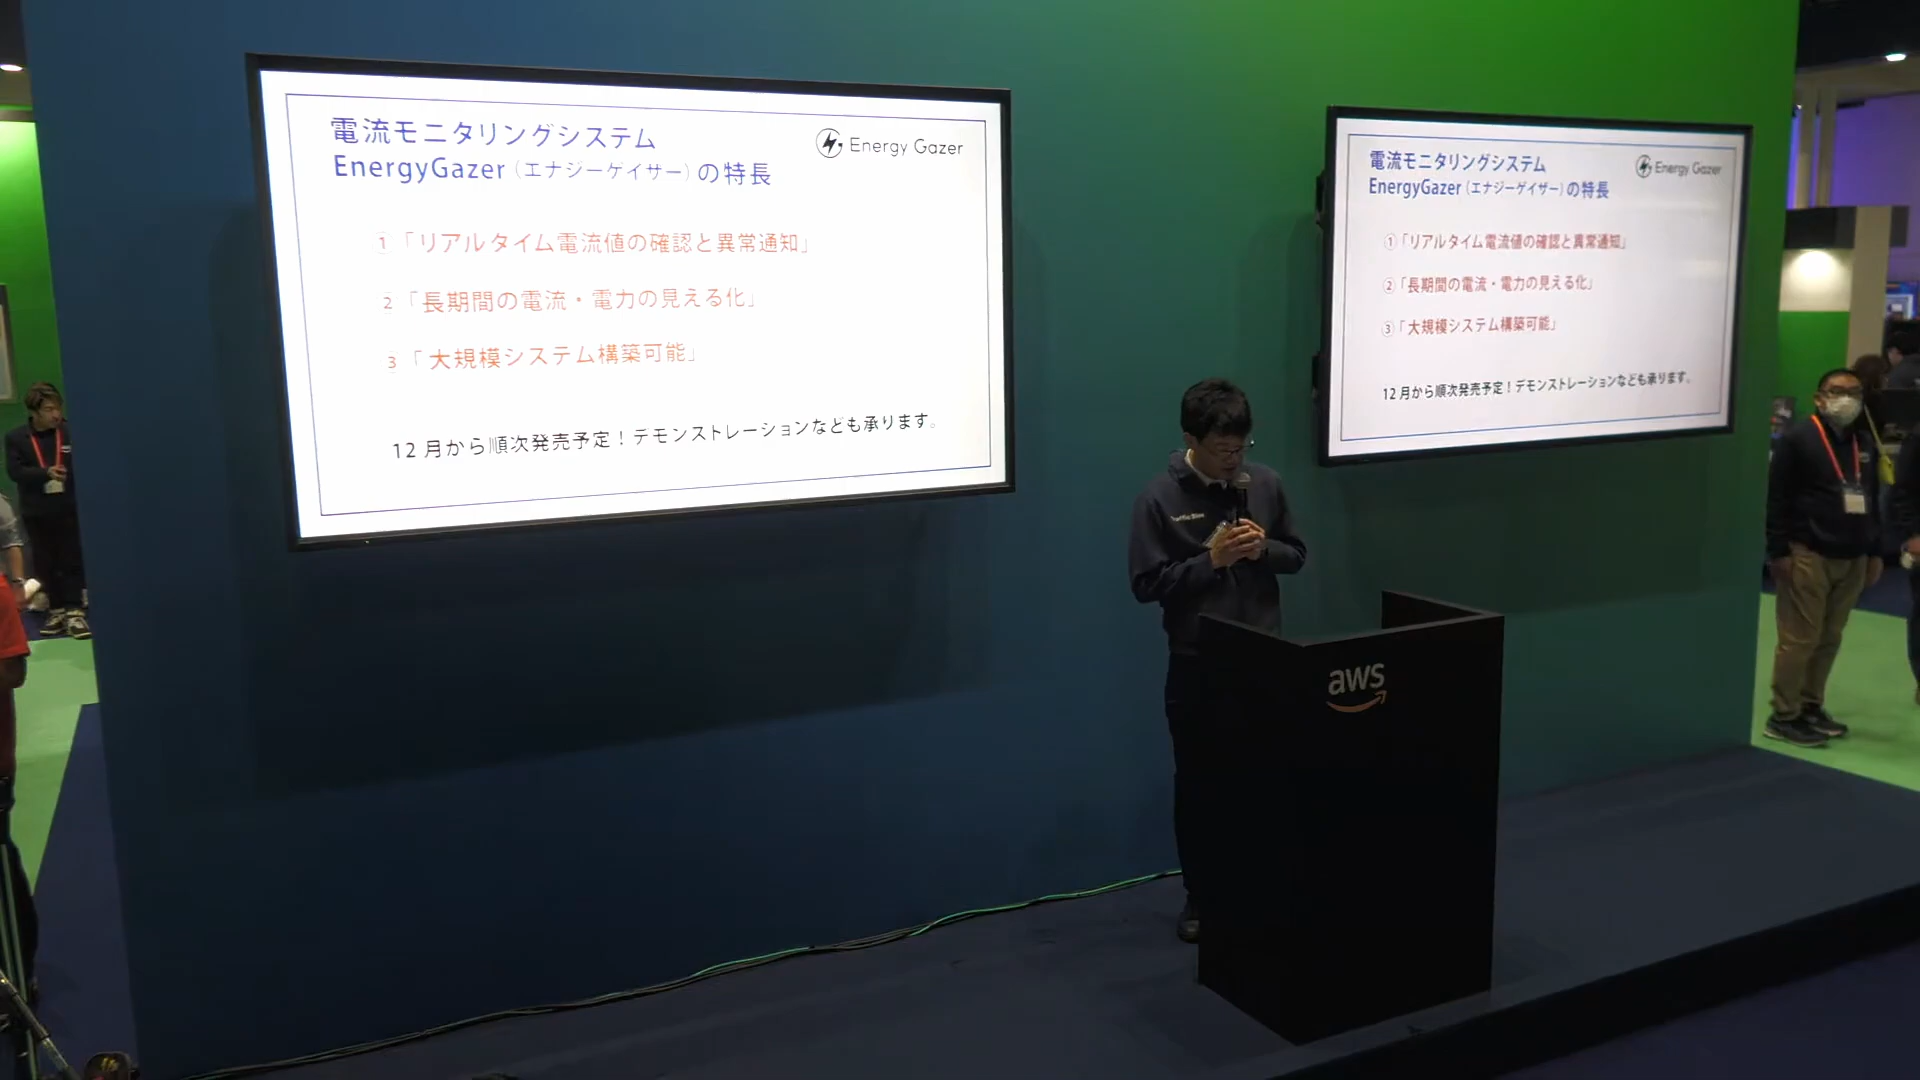 電流モニタリングシステム
EnergyGazer（エナジーゲイザー）の特長
Energy Gazer
①「リアルタイム電流値の確認と異常通知」
②「長期間の電流・電力の見える化」
③「大規模システム構築可能」
12月から順次発売予定！デモンストレーションなども承ります。
電流モニタリングシステム
EnergyGazer（エナジーゲイザー）の特長
Energy Gazer
①「リアルタイム電流値の確認と異常通知」
②「長期間の電流・電力の見える化」
③「大規模システム構築可能」
12月から順次発売予定！デモンストレーションなども承ります。
aws